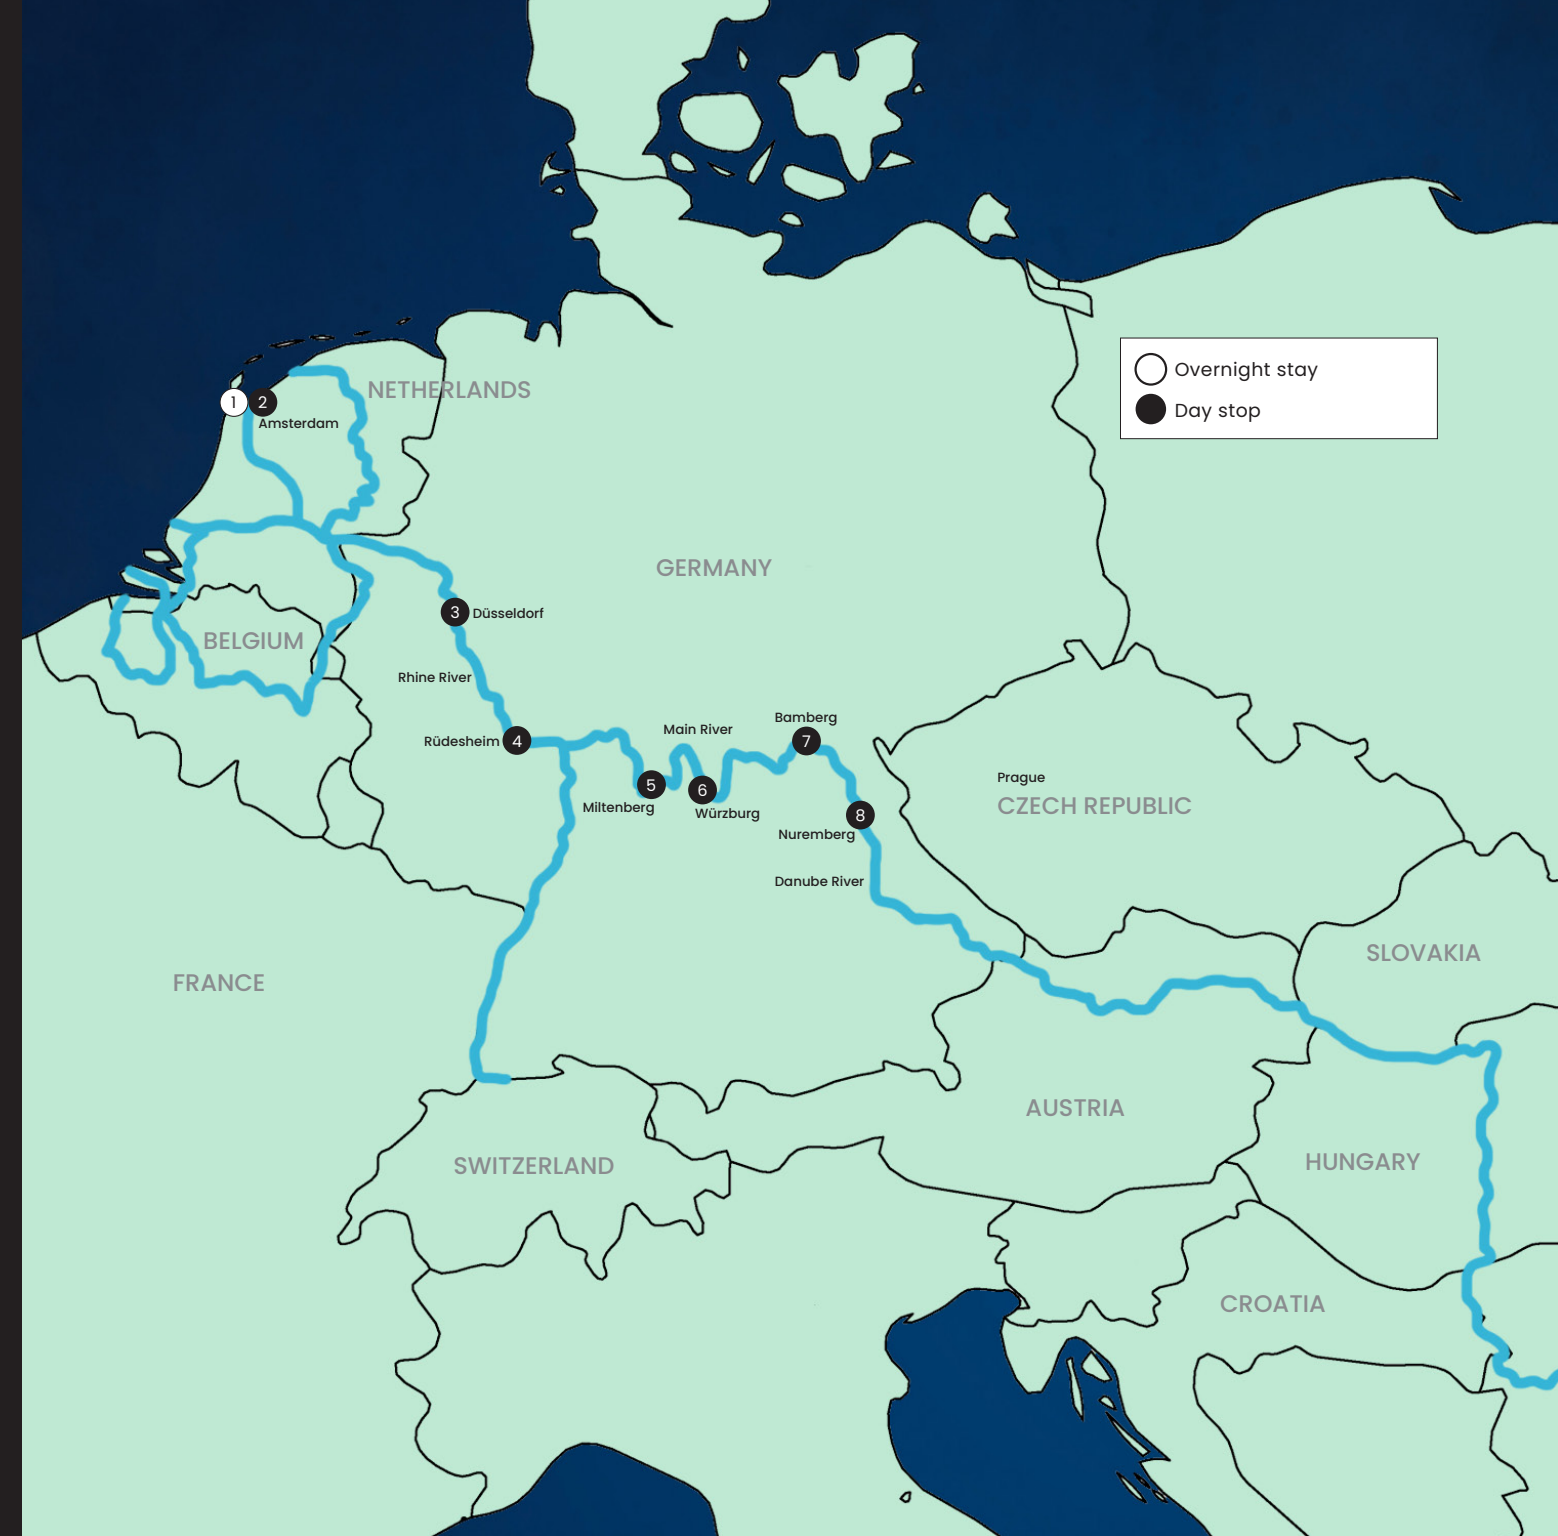 Overnight stay
Day stop
NETHERLANDS
1
2
Amsterdam
GERMANY
3
Düsseldorf
BELGIUM
Rhine River
Rüdesheim
4
Main River
Bamberg
7
5
Miltenberg
6
Würzburg
8
Nuremberg
Prague
CZECH REPUBLIC
Danube River
FRANCE
SLOVAKIA
AUSTRIA
SWITZERLAND
HUNGARY
CROATIA